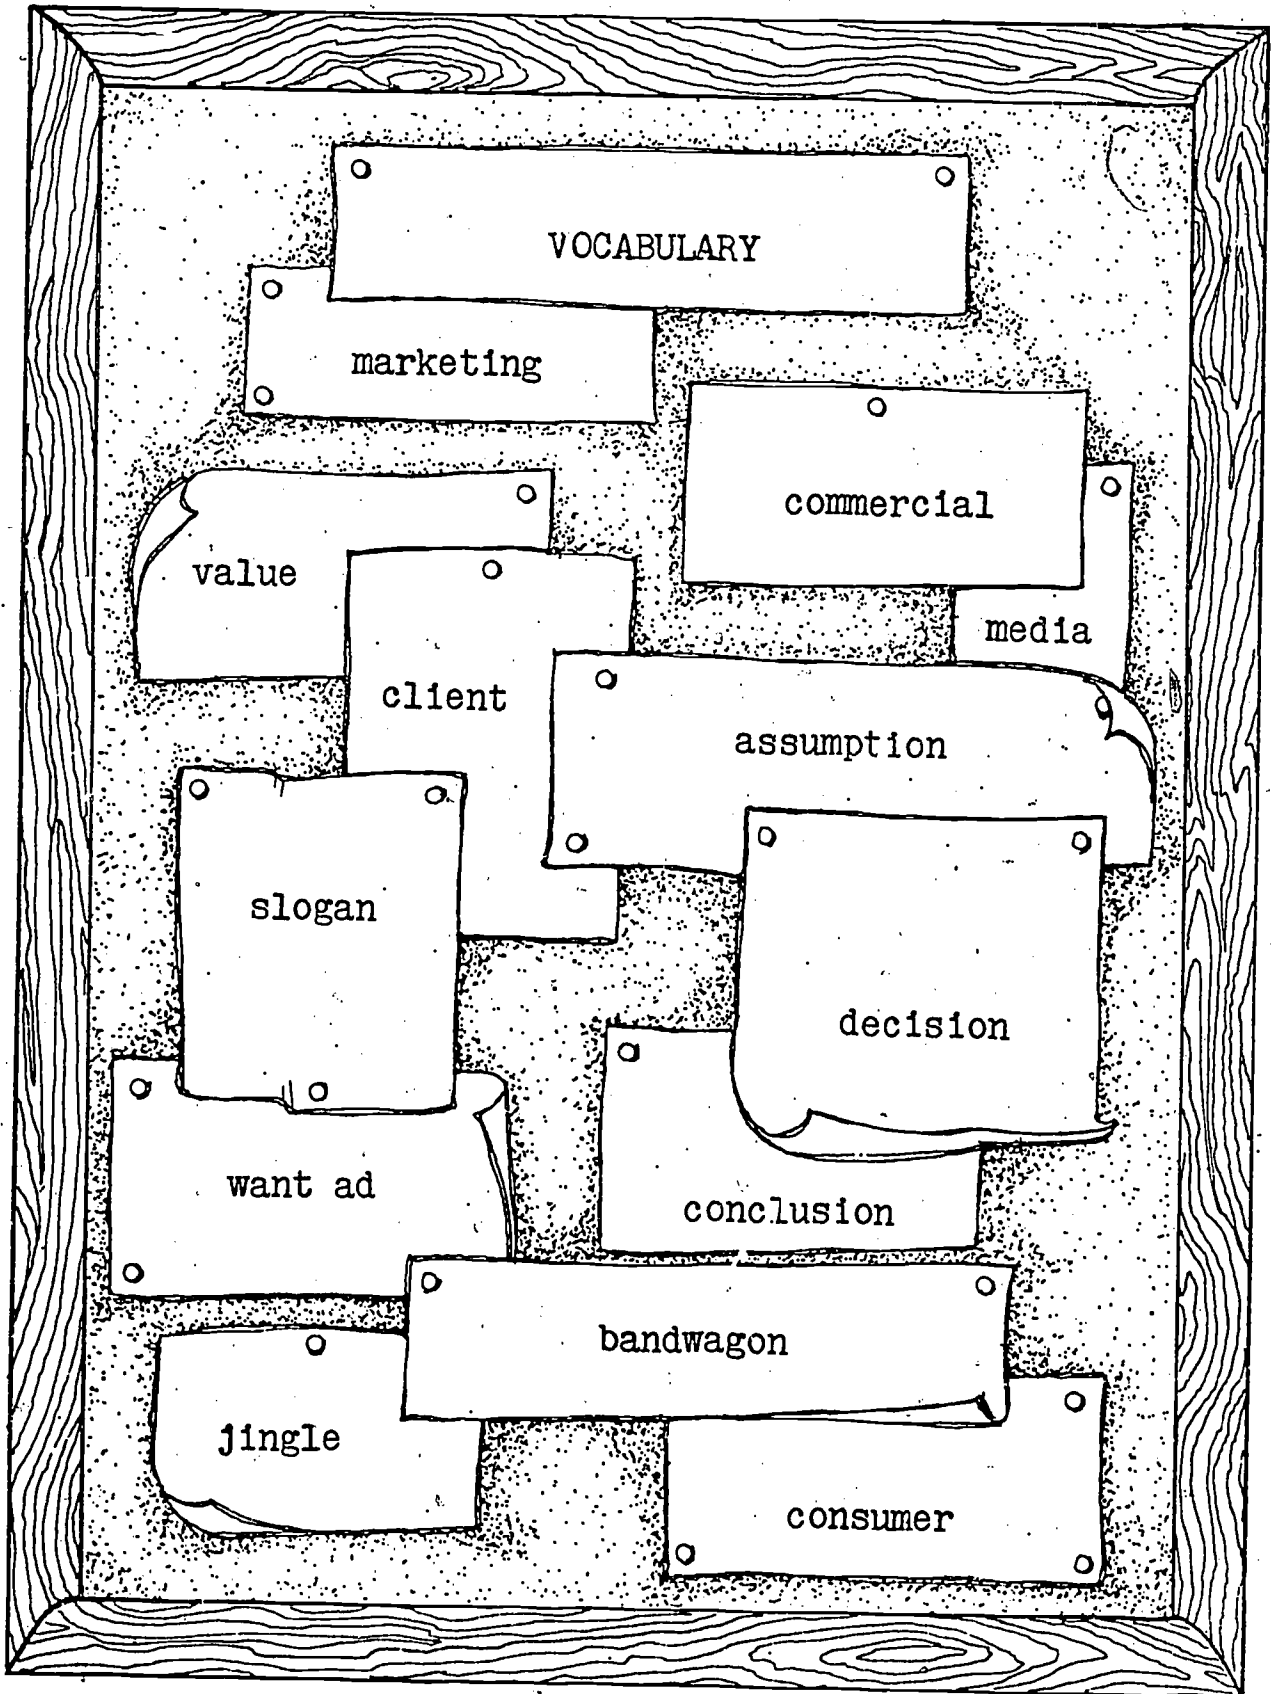 VOCABULARY
marketing
commercial
value
media
client
assumption
slogan
decision
want ad
conclusion
bandwagon
jingle
consumer